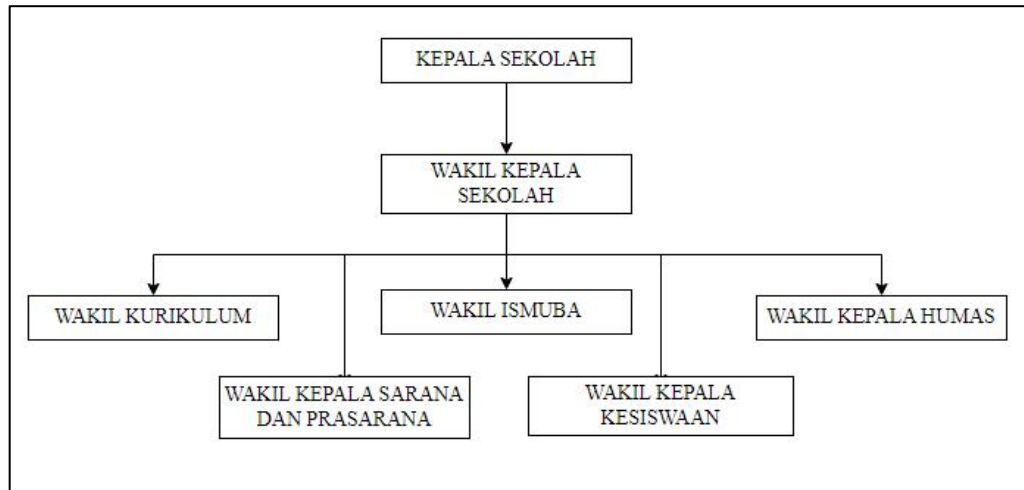 KEPALA SEKOLAH
WAKIL KEPALA
SEKOLAH
WAKIL KURIKULUM
WAKIL ISMUBA
WAKIL KEPALA HUMAS
WAKIL KEPALA SARANA
DAN PRASARANA
WAKIL KEPALA
KESISWAAN